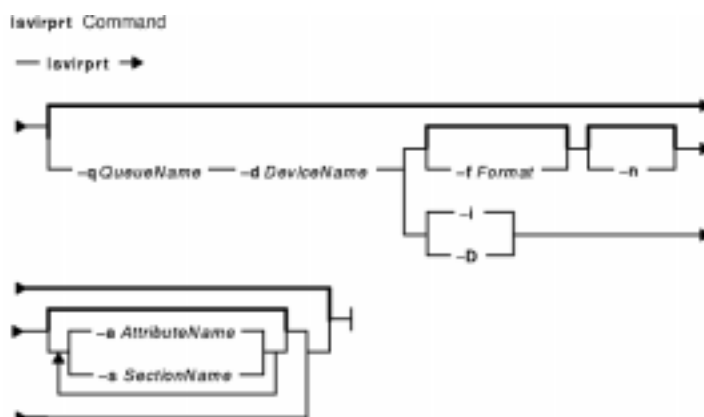 lsvirprt Command
lsvirprt
-q QueueName -d DeviceName -f Format -n
-i
-D
-a AttributeName
-s SectionName